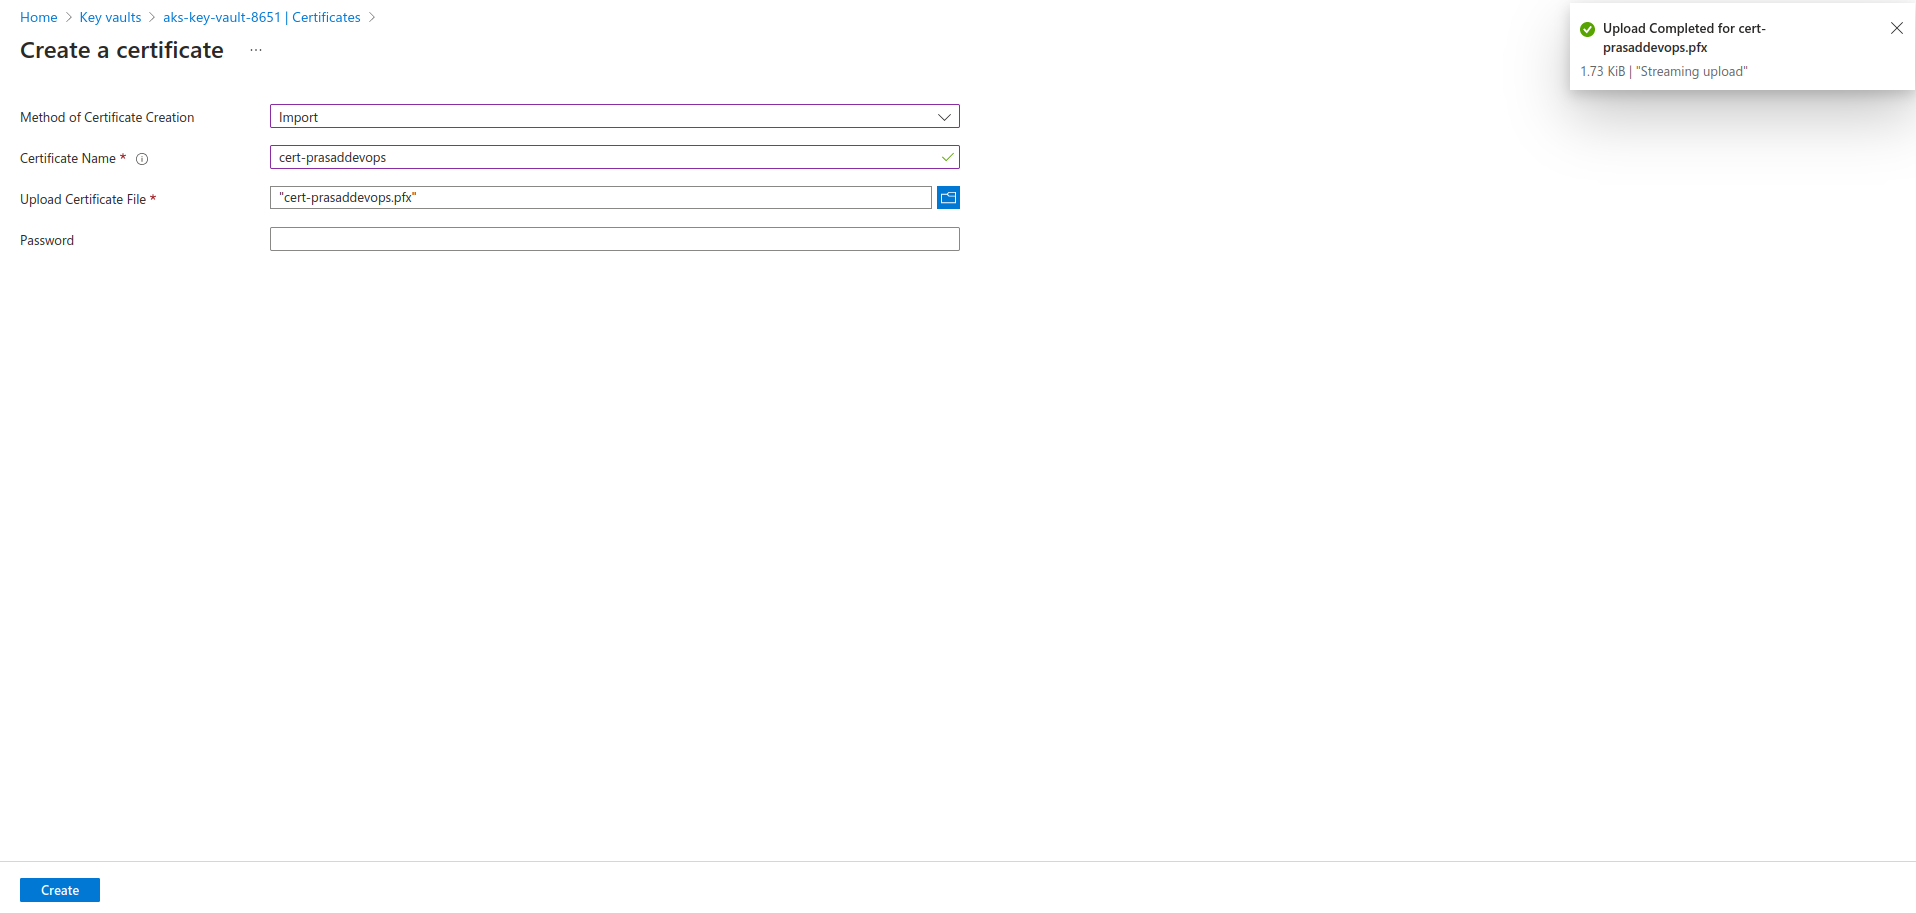 Home > Key vaults > aks-key-vault-8651 | Certificates >
Create a certificate ...
Upload Completed for cert-
prasaddevops.pfx
1.73 KiB | "Streaming upload"
Method of Certificate Creation
Import
Certificate Name *
cert-prasaddevops
Upload Certificate File *
"cert-prasaddevops.pfx"
Password
Create